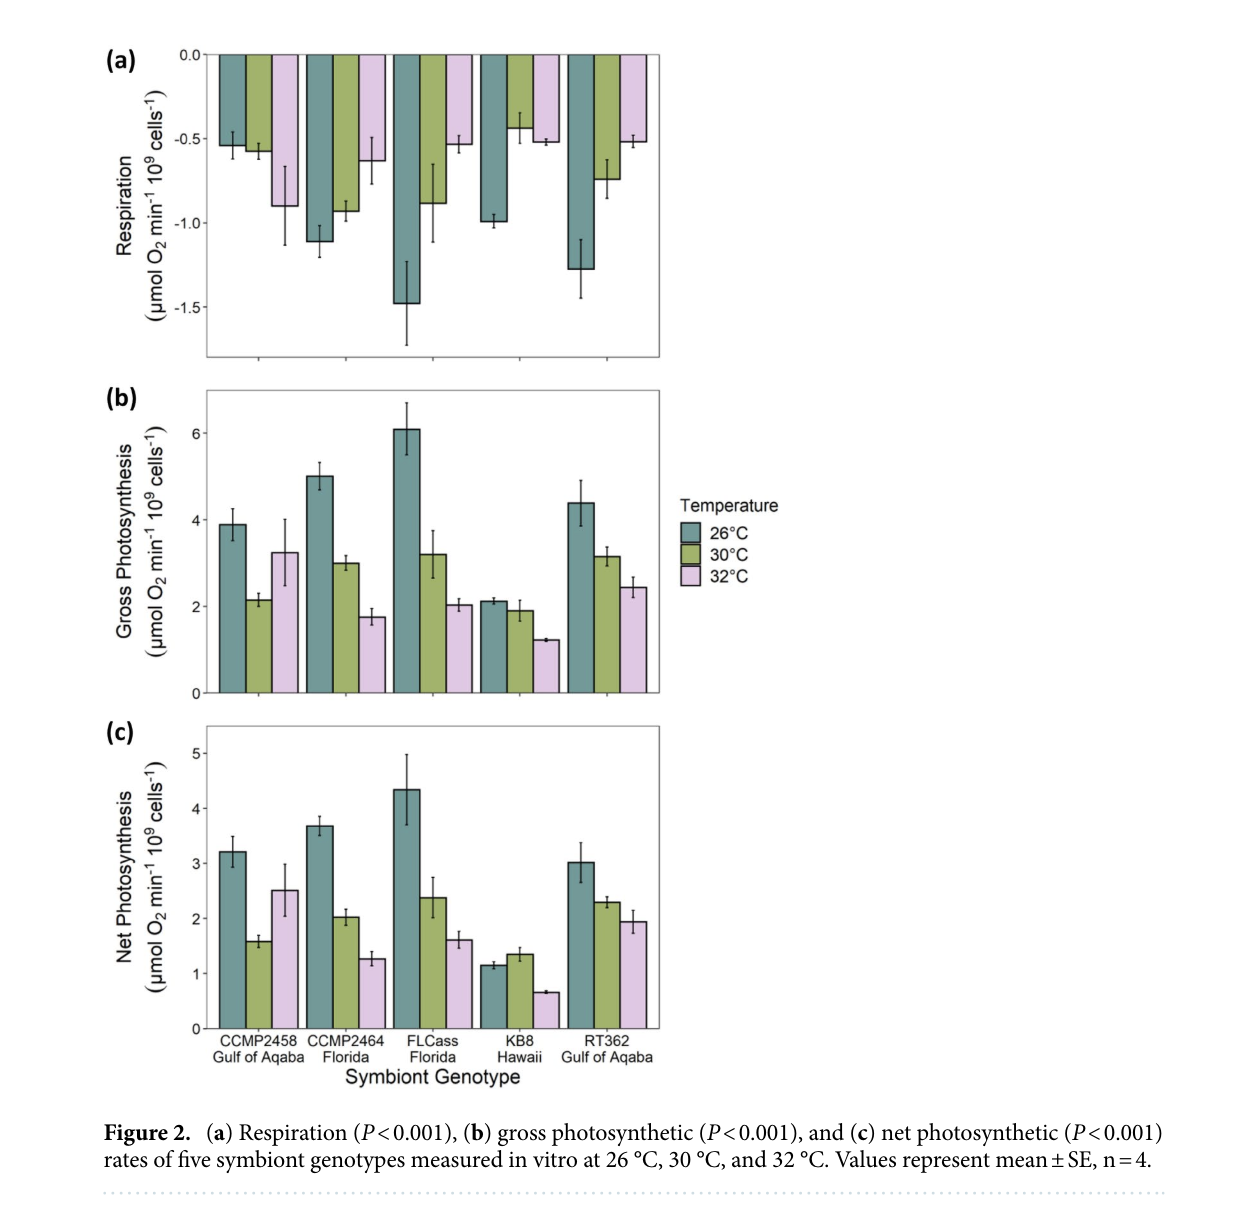 (a)
Respiration
(µmol O2 min-1 109 cells-1)
0.0
-0.5
-1.0
-1.5
(b)
Gross Photosynthesis
(µmol O2 min-1 109 cells-1)
6
4
2
0
Temperature
26°C
30°C
32°C
(c)
Net Photosynthesis
(µmol O2 min-1 109 cells-1)
5
4
3
2
1
0
CCMP2458 CCMP2464 FLCass KB8 RT362
Gulf of Aqaba Florida Florida Hawaii Gulf of Aqaba
Symbiont Genotype
Figure 2. (a) Respiration (P < 0.001), (b) gross photosynthetic (P < 0.001), and (c) net photosynthetic (P < 0.001)
rates of five symbiont genotypes measured in vitro at 26 °C, 30 °C, and 32 °C. Values represent mean ± SE, n = 4.